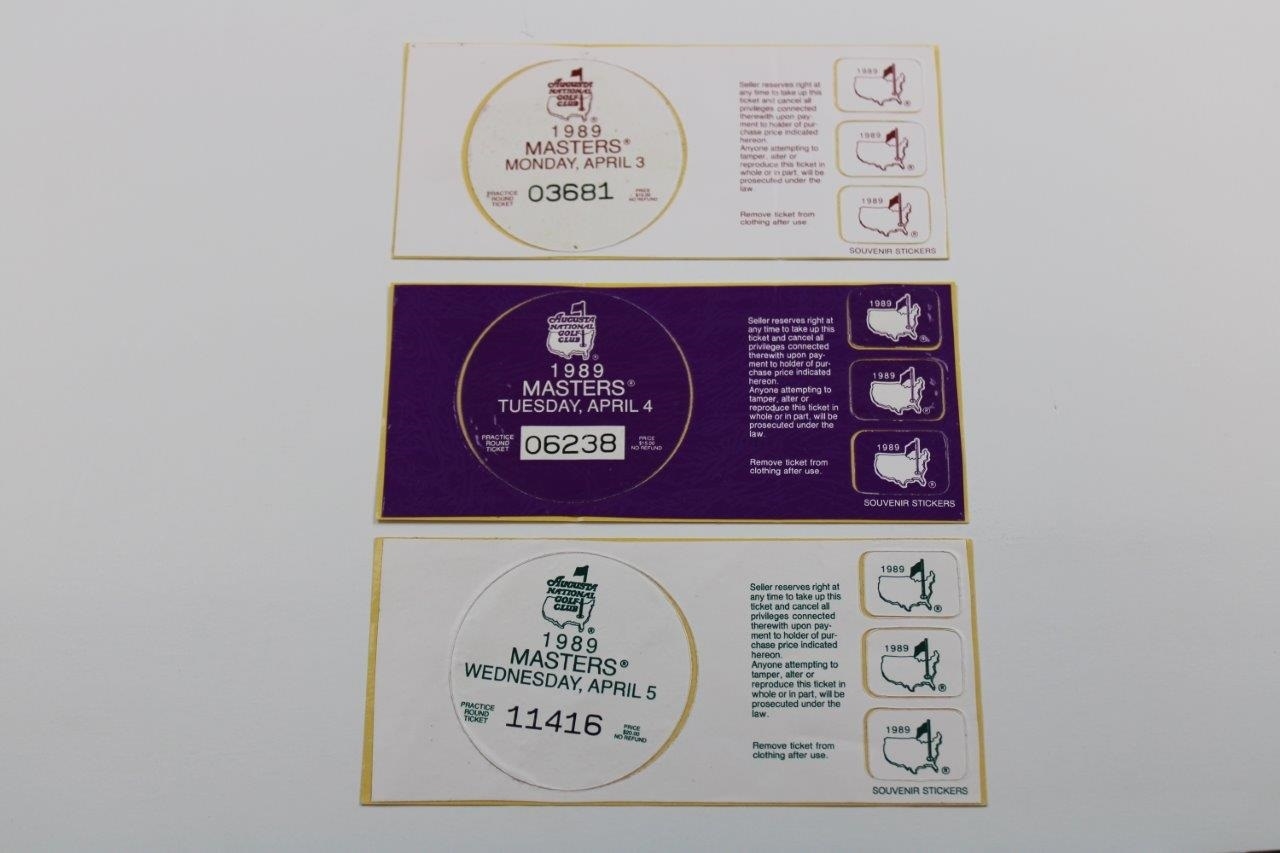 AUGUSTA
NATIONAL
GOLF
CLUB
®
1989
MASTERS®
MONDAY, APRIL 3
PRACTICE
ROUND
TICKET
03681
PRICE
$15.00
NO REFUND
Seller reserves right at
any time to take up this
ticket and cancel all
privileges connected
therewith upon pay-
ment to holder of pur-
chase price indicated
hereon.
Anyone attempting to
tamper, alter or
reproduce this ticket in
whole or in part, will be
prosecuted under the
law.
Remove ticket from
clothing after use.
1989
®
1989
®
1989
®
SOUVENIR STICKERS
AUGUSTA
NATIONAL
GOLF
CLUB
®
1989
MASTERS®
TUESDAY, APRIL 4
PRACTICE
ROUND
TICKET
06238
PRICE
$15.00
NO REFUND
Seller reserves right at
any time to take up this
ticket and cancel all
privileges connected
therewith upon pay-
ment to holder of pur-
chase price indicated
hereon.
Anyone attempting to
tamper, alter or
reproduce this ticket in
whole or in part, will be
prosecuted under the
law.
Remove ticket from
clothing after use.
1989
®
1989
®
1989
®
SOUVENIR STICKERS
AUGUSTA
NATIONAL
GOLF
CLUB
®
1989
MASTERS®
WEDNESDAY, APRIL 5
PRACTICE
ROUND
TICKET
11416
PRICE
$20.00
NO REFUND
Seller reserves right at
any time to take up this
ticket and cancel all
privileges connected
therewith upon pay-
ment to holder of pur-
chase price indicated
hereon.
Anyone attempting to
tamper, alter or
reproduce this ticket in
whole or in part, will be
prosecuted under the
law.
Remove ticket from
clothing after use.
1989
®
1989
®
1989
®
SOUVENIR STICKERS